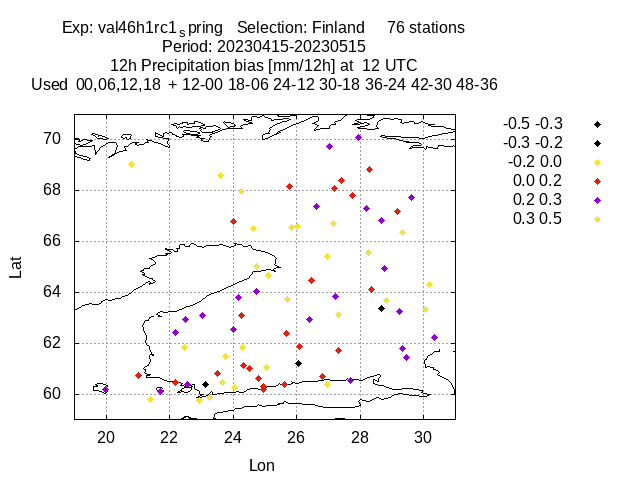 Exp: val46h1rc1spring   Selection: Finland     76 stations
Period: 20230415-20230515
12h Precipitation bias [mm/12h] at  12 UTC
Used  00,06,12,18  + 12-00 18-06 24-12 30-18 36-24 42-30 48-36
-0.5 -0.3
-0.3 -0.2
-0.2 0.0
0.0 0.2
0.2 0.3
0.3 0.5
70
68
66
64
62
60
Lat
20 22 24 26 28 30
Lon